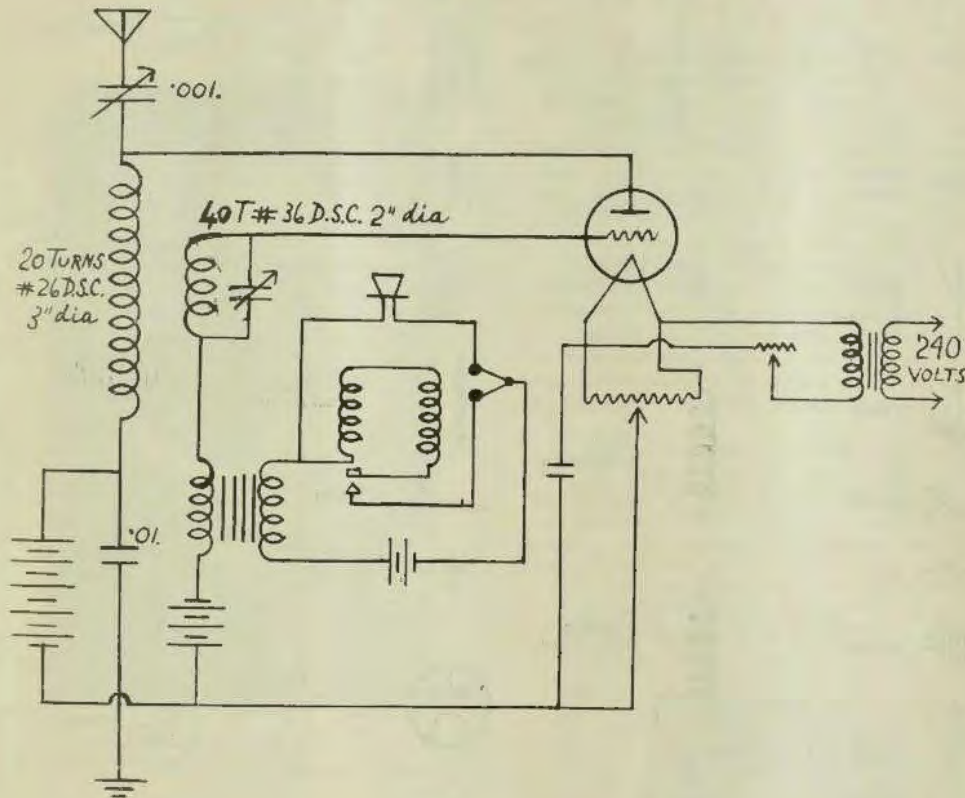 ·001.
40T # 36 D.S.C. 2" dia
20 TURNS
# 26 D.S.C.
3" dia
240
VOLTS
·01.